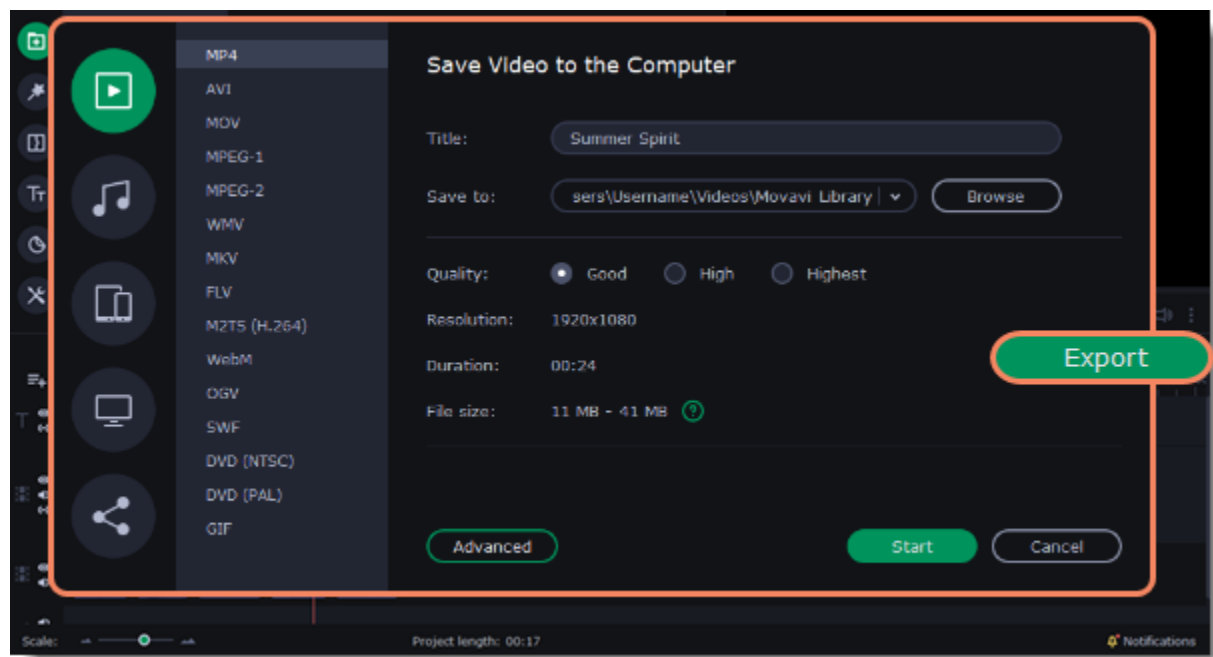 MP4
AVI
MOV
MPEG-1
MPEG-2
WMV
MKV
FLV
M2TS (H.264)
WebM
OGV
SWF
DVD (NTSC)
DVD (PAL)
GIF
Save Video to the Computer
Title: Summer Spirit
Save to: sers\Username\Videos\Movavi Library Browse
Quality: Good High Highest
Resolution: 1920x1080
Duration: 00:24
File size: 11 MB - 41 MB ?
Export
Advanced Start Cancel
Tт
T
Scale: Project length: 00:17 Notifications